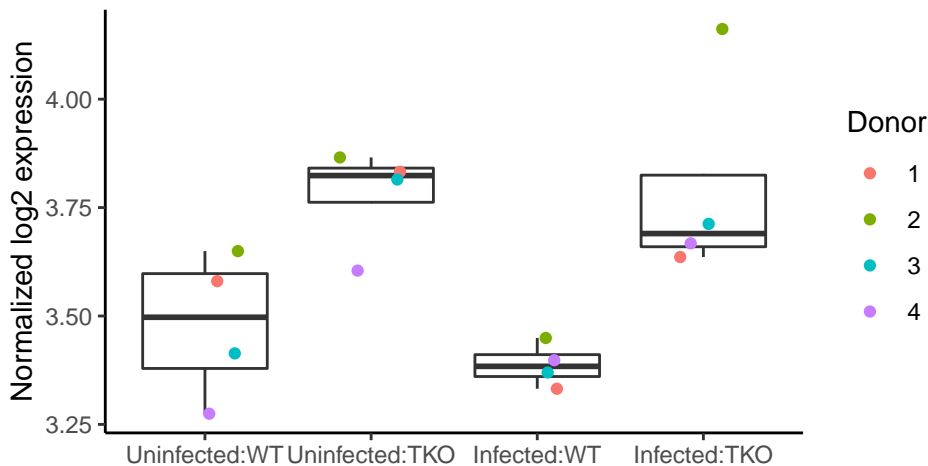 Normalized log2 expression
4.00
3.75
3.50
3.25
Uninfected:WT
Uninfected:TKO
Infected:WT
Infected:TKO
Donor
1
2
3
4